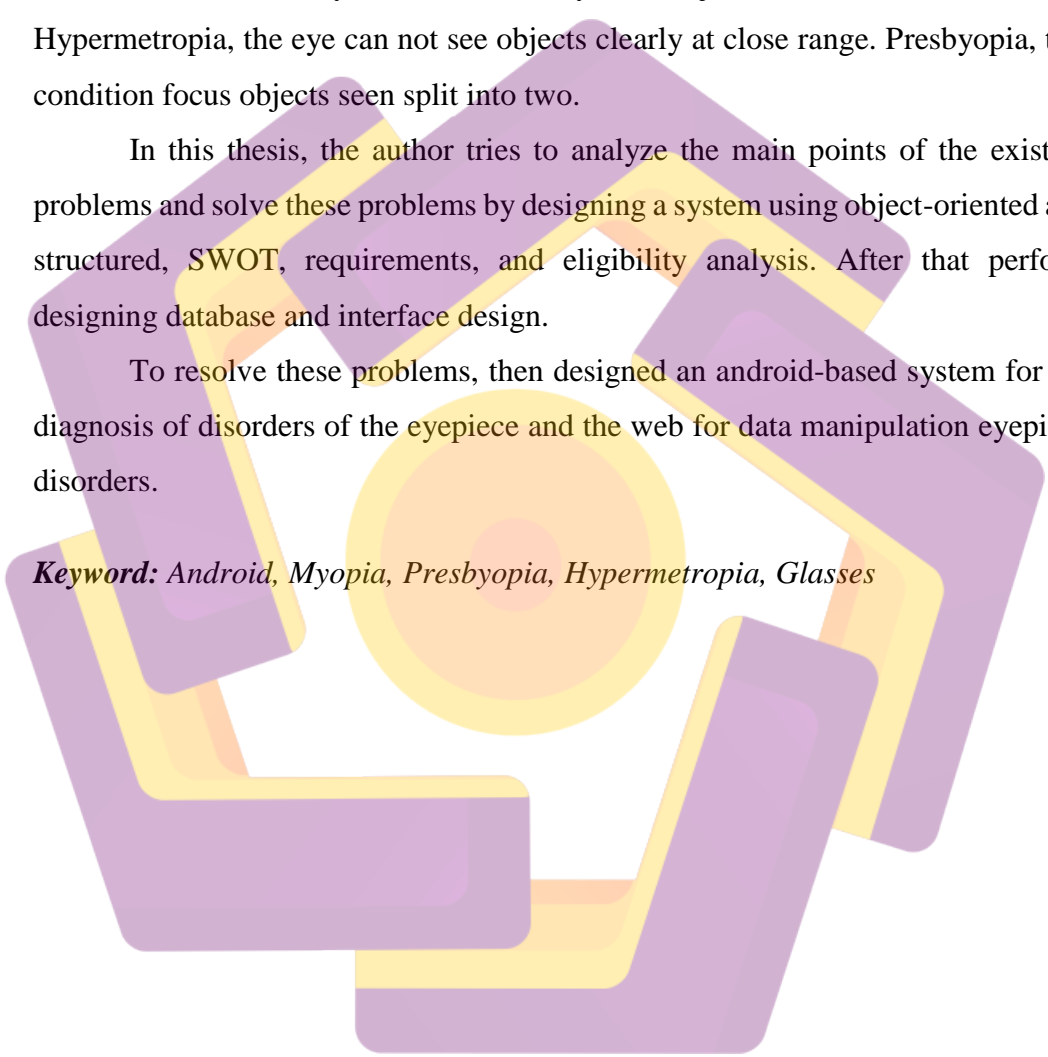 Hypermetropia, the eye can not see objects clearly at close range. Presbyopia,
condition focus objects seen split into two.
In this thesis, the author tries to analyze the main points of the
problems and solve these problems by designing a system using object-oriented
structured, SWOT, requirements, and eligibility analysis. After that
designing database and interface design.
To resolve these problems, then designed an android-based system for
diagnosis of disorders of the eyepiece and the web for data manipulation
disorders.
Keyword: Android, Myopia, Presbyopia, Hypermetropia, Glasses